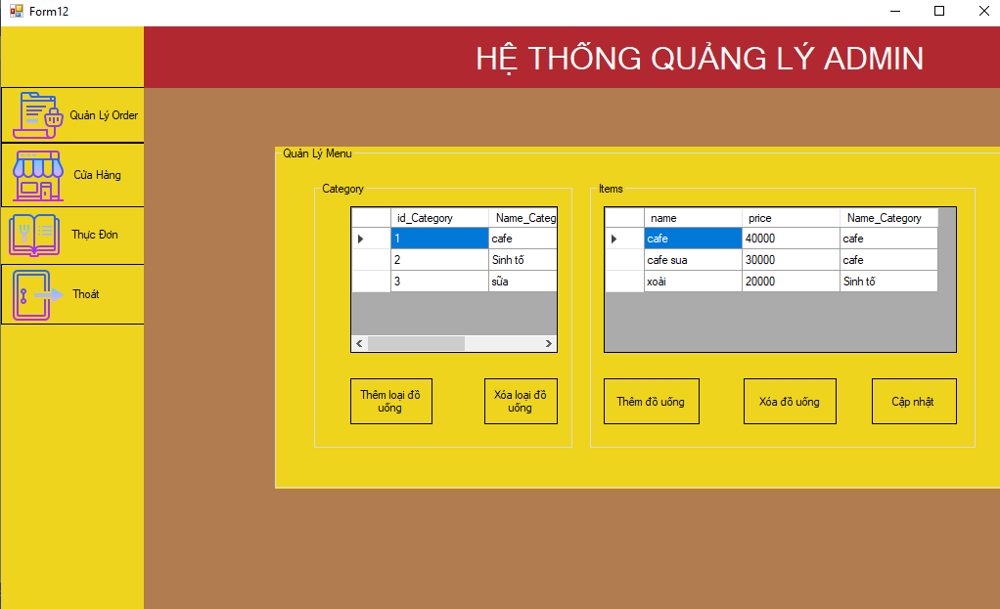 Form12
HỆ THỐNG QUẢNG LÝ ADMIN
Quản Lý Order
Cửa Hàng
Thực Đơn
Thoát
Quản Lý Menu
Category
id_Category Name_Categ
1 cafe
2 Sinh tố
3 sữa
Thêm loại đồ
uống
Xóa loại đồ
uống
Items
name price Name_Category
cafe 40000 cafe
cafe sua 30000 cafe
xoài 20000 Sinh tố
Thêm đồ uống
Xóa đồ uống
Cập nhật